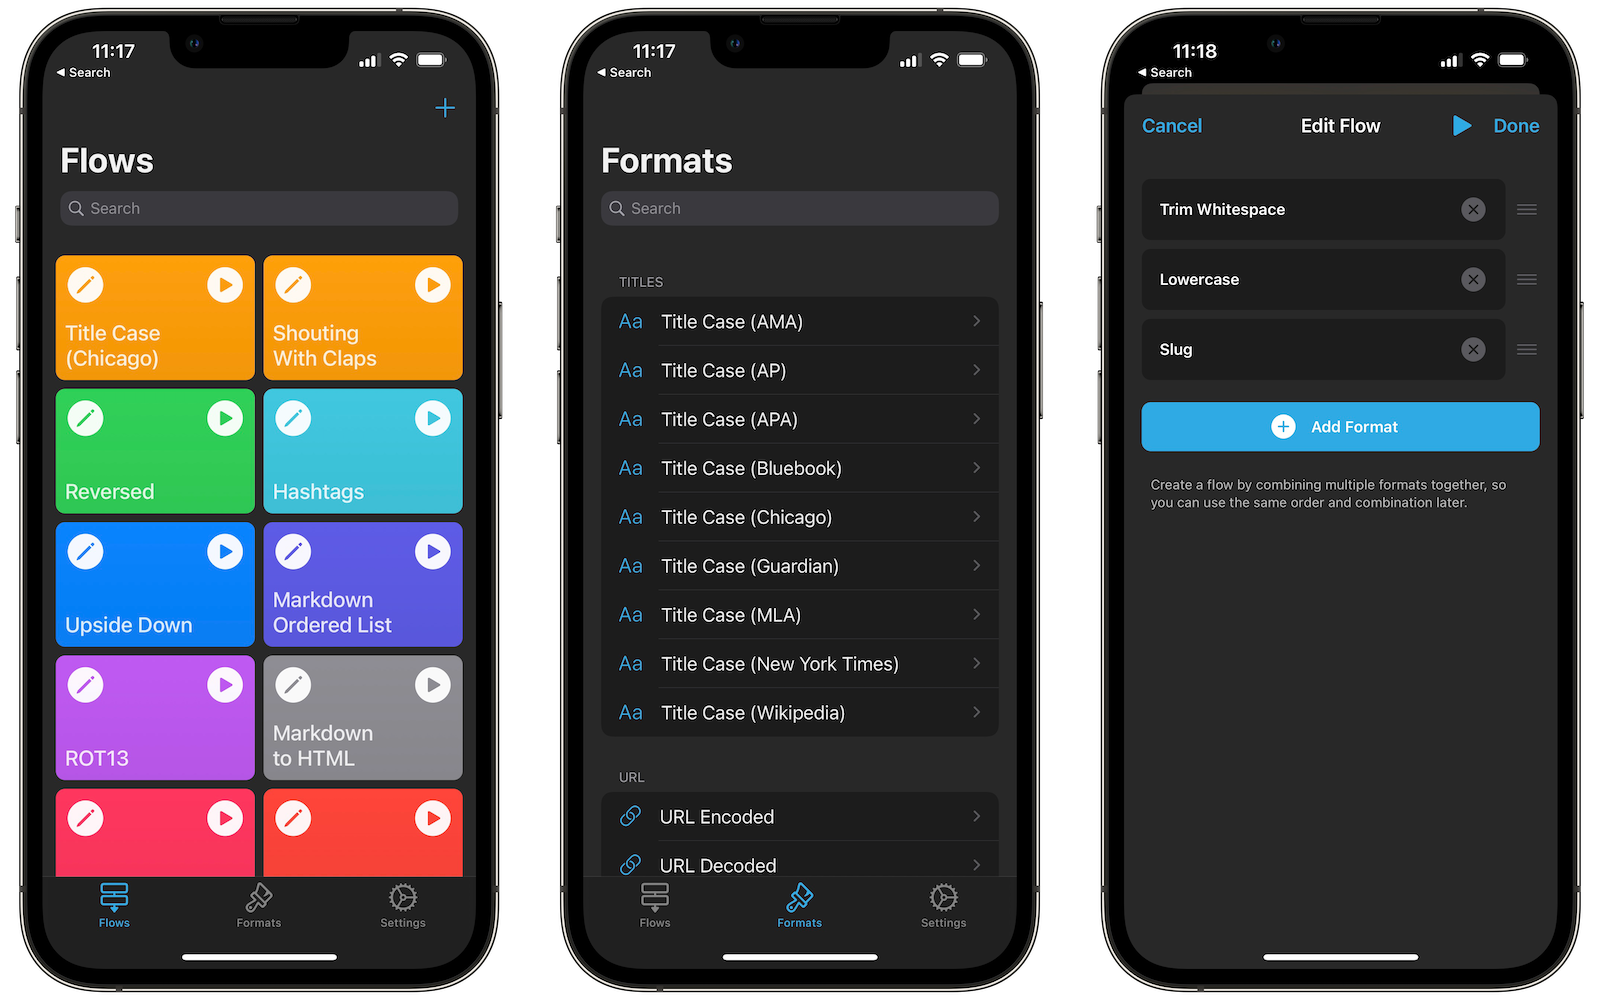 11:17
◀ Search
Flows
Search
Title Case
(Chicago)
Shouting
With Claps
Reversed
Hashtags
Upside Down
Markdown
Ordered List
ROT13
Markdown
to HTML
Flows
Formats
Settings
11:17
◀ Search
Formats
Search
TITLES
Aa Title Case (AMA)
Aa Title Case (AP)
Aa Title Case (APA)
Aa Title Case (Bluebook)
Aa Title Case (Chicago)
Aa Title Case (Guardian)
Aa Title Case (MLA)
Aa Title Case (New York Times)
Aa Title Case (Wikipedia)
URL
URL Encoded
URL Decoded
Flows
Formats
Settings
11:18
◀ Search
Cancel
Edit Flow
Done
Trim Whitespace
Lowercase
Slug
Add Format
Create a flow by combining multiple formats together, so
you can use the same order and combination later.